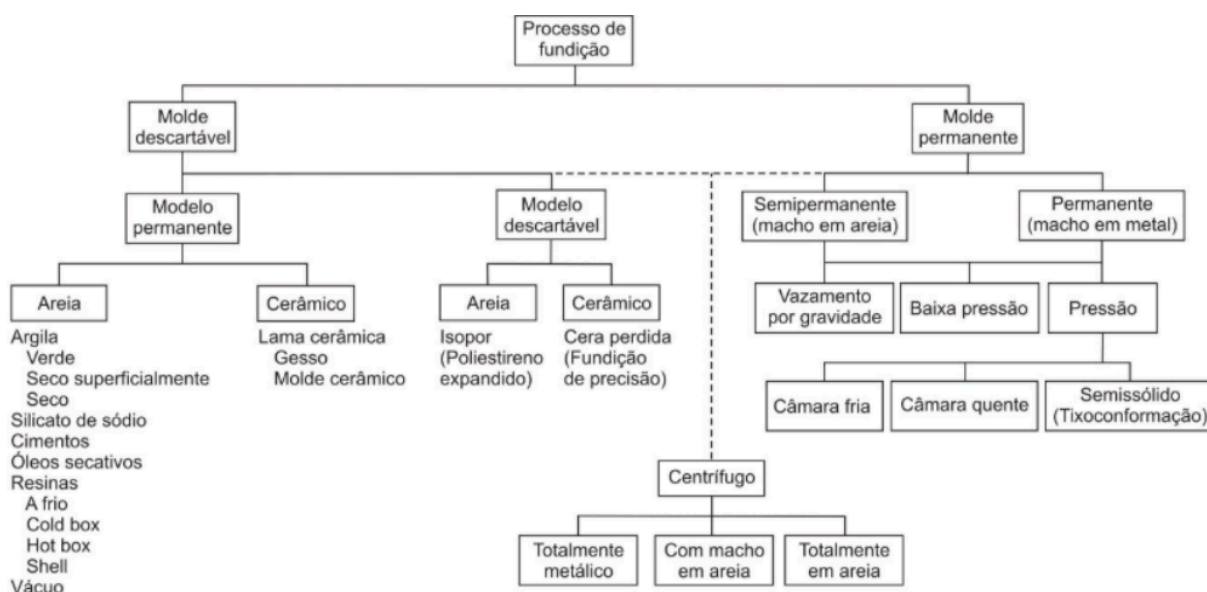 Processo de
fundição
Molde
descartável
Molde
permanente
Modelo
permanente
Modelo
descartável
Semipermanente
(macho em areia)
Permanente
(macho em metal)
Areia
Cerâmico
Areia
Cerâmico
Vazamento
por gravidade
Baixa pressão
Pressão
Argila
Verde
Seco superficialmente
Seco
Silicato de sódio
Cimentos
Óleos secativos
Resinas
A frio
Cold box
Hot box
Shell
Vácuo
Lama cerâmica
Gesso
Molde cerâmico
Isopor
(Poliestireno
expandido)
Cera perdida
(Fundição
de precisão)
Câmara fria
Câmara quente
Semissólido
(Tixoconformação)
Centrífugo
Totalmente
metálico
Com macho
em areia
Totalmente
em areia